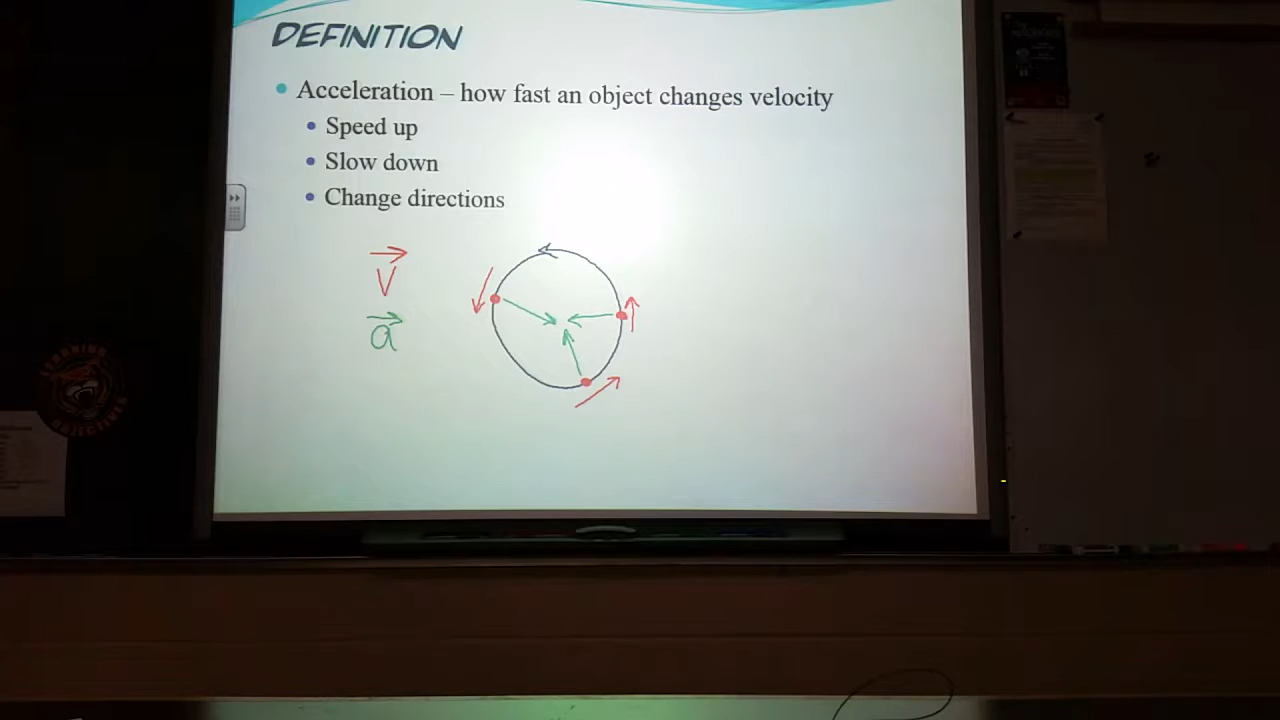 DEFINITION
Acceleration – how fast an object changes velocity
Speed up
Slow down
Change directions
V
a